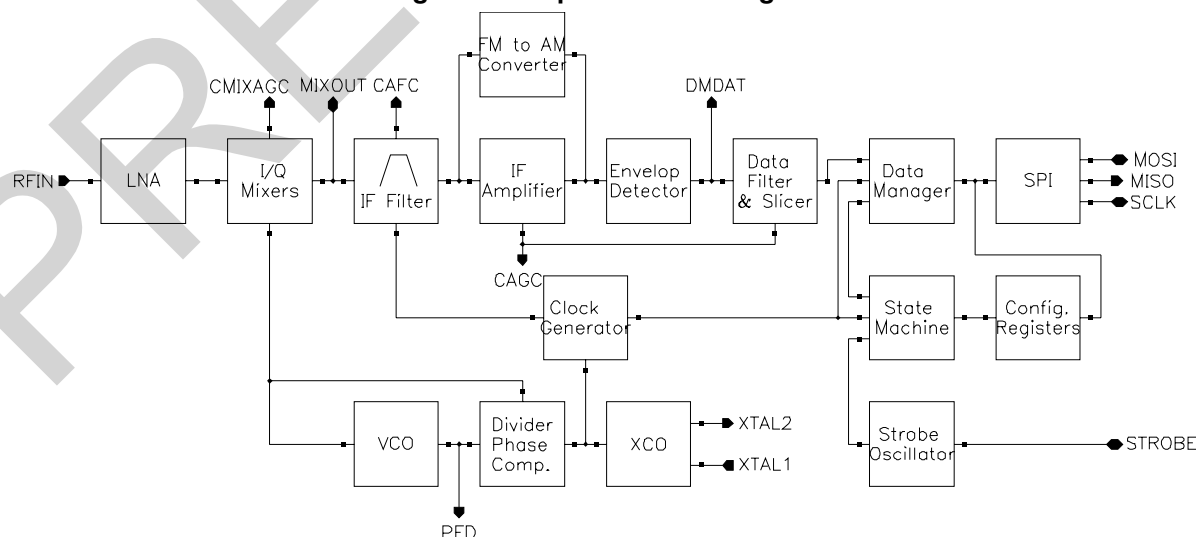 FM to AM
Converter
CMIXAGC
MIXOUT
CAFC
DMDAT
RFIN
LNA
I/Q
Mixers
IF Filter
IF
Amplifier
Envelop
Detector
Data
Filter
& Slicer
Data
Manager
SPI
MOSI
MISO
SCLK
CAGC
Clock
Generator
State
Machine
Config.
Registers
VCO
Divider
Phase
Comp.
XCO
XTAL2
XTAL1
Strobe
Oscillator
STROBE
PFD
PRE